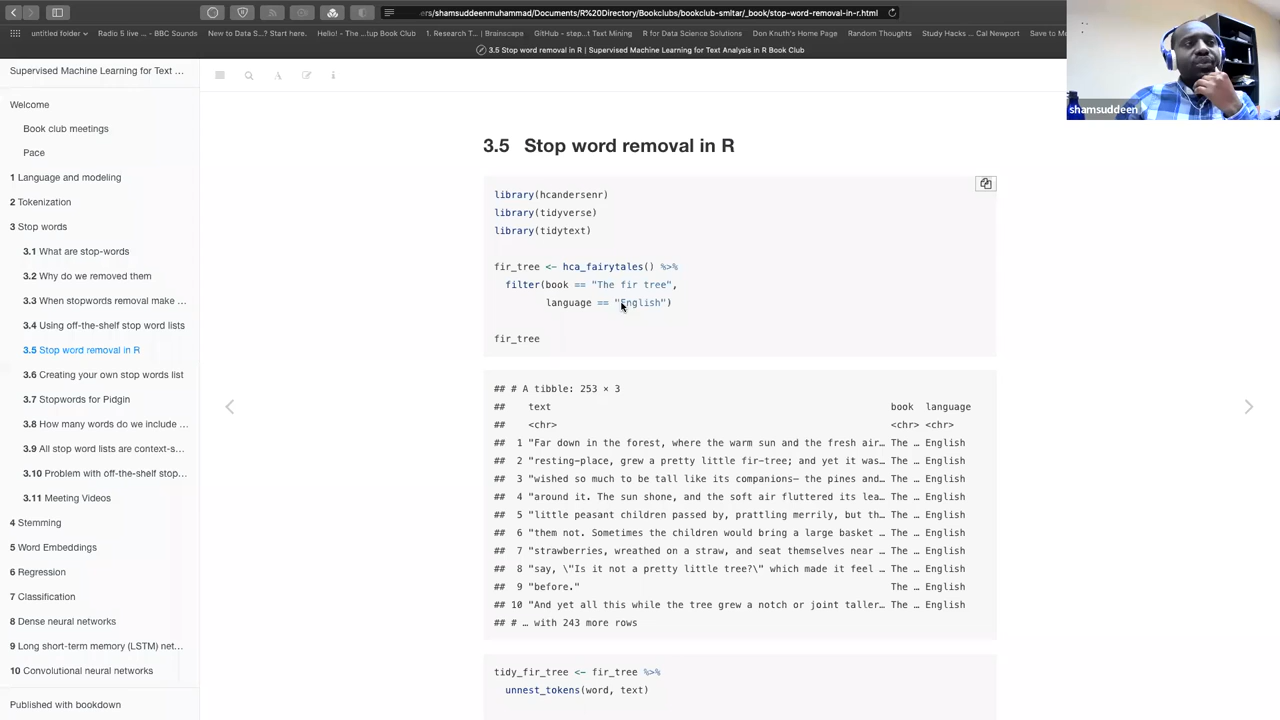 ers/shamsuddeenmuhammad/Documents/R%20Directory/Bookclubs/bookclub-smltar/_book/stop-word-removal-in-r.html
untitled folder
Radio 5 live ... – BBC Sounds
New to Data S...? Start here.
Hello! - The ...tup Book Club
1. Research T... | Brainscape
GitHub - step...t Text Mining
R for Data Science Solutions
Don Knuth's Home Page
Random Thoughts
Study Hacks ... Cal Newport
Save to Me
3.5 Stop word removal in R | Supervised Machine Learning for Text Analysis in R Book Club
shamsuddeen
Supervised Machine Learning for Text ...
Welcome
Book club meetings
Pace
1 Language and modeling
2 Tokenization
3 Stop words
3.1 What are stop-words
3.2 Why do we removed them
3.3 When stopwords removal make ...
3.4 Using off-the-shelf stop word lists
3.5 Stop word removal in R
3.6 Creating your own stop words list
3.7 Stopwords for Pidgin
3.8 How many words do we include ...
3.9 All stop word lists are context-s...
3.10 Problem with off-the-shelf stop...
3.11 Meeting Videos
4 Stemming
5 Word Embeddings
6 Regression
7 Classification
8 Dense neural networks
9 Long short-term memory (LSTM) net...
10 Convolutional neural networks
Published with bookdown
3.5 Stop word removal in R
library(hcandersenr)
library(tidyverse)
library(tidytext)
fir_tree <- hca_fairytales() %>%
filter(book == "The fir tree",
language == "English")
fir_tree
## # A tibble: 253 × 3
## text book language
## <chr> <chr> <chr>
## 1 "Far down in the forest, where the warm sun and the fresh air… The … English
## 2 "resting-place, grew a pretty little fir-tree; and yet it was… The … English
## 3 "wished so much to be tall like its companions— the pines and… The … English
## 4 "around it. The sun shone, and the soft air fluttered its lea… The … English
## 5 "little peasant children passed by, prattling merrily, but th… The … English
## 6 "them not. Sometimes the children would bring a large basket … The … English
## 7 "strawberries, wreathed on a straw, and seat themselves near … The … English
## 8 "say, \"Is it not a pretty little tree?\" which made it feel … The … English
## 9 "before." The … English
## 10 "And yet all this while the tree grew a notch or joint taller… The … English
## # … with 243 more rows
tidy_fir_tree <- fir_tree %>%
unnest_tokens(word, text)